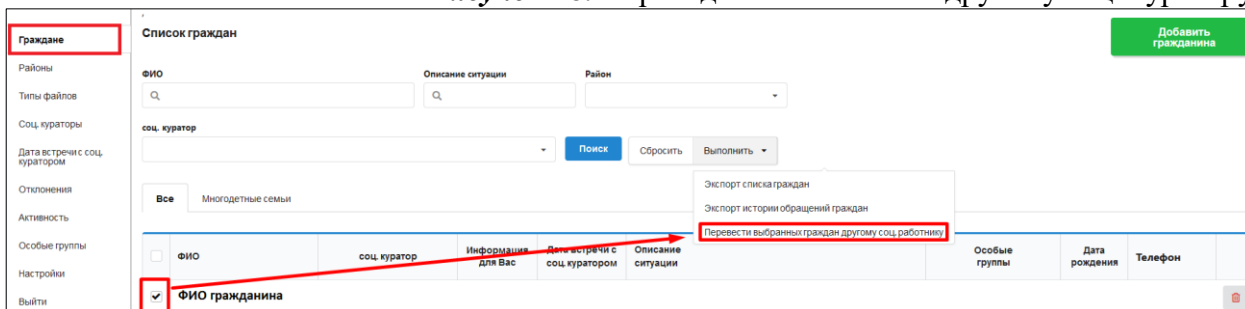 Граждане
Районы
Типы файлов
Соц. кураторы
Дата встречи с соц. куратором
Отклонения
Активность
Особые группы
Настройки
Выйти
Список граждан
Добавить гражданина
ФИО
Описание ситуации
Район
соц. куратор
Поиск
Сбросить
Выполнить
Экспорт списка граждан
Экспорт истории обращений граждан
Перевести выбранных граждан другому соц. работнику
Все
Многодетные семьи
ФИО
соц. куратор
Информация для Вас
Дата встречи с соц. куратором
Описание ситуации
Особые группы
Дата рождения
Телефон
ФИО гражданина